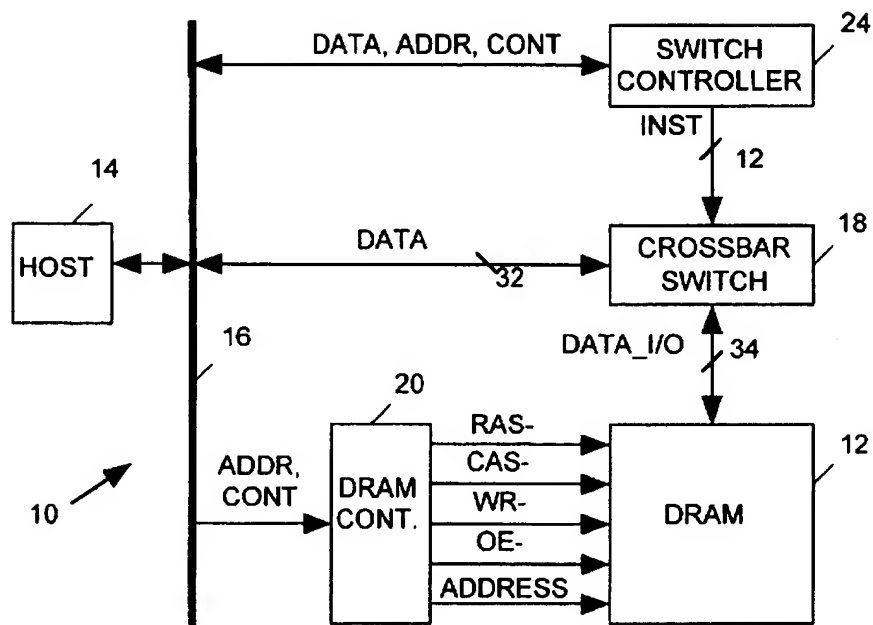 24
DATA, ADDR, CONT
SWITCH
CONTROLLER
INST
12
14
18
HOST
DATA
32
CROSSBAR
SWITCH
16
DATA_I/O
34
20
12
RAS-
CAS-
WR-
OE-
ADDRESS
ADDR,
CONT
DRAM
CONT.
DRAM
10